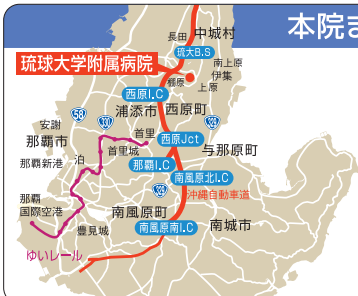 本院ま
長田
中城村
琉大B.S
琉球大学附属病院
南上原
棚原
伊集
上原
西原I.C
浦添市
西原町
58
330
329
安謝
首里
西原Jct
那覇市
首里城
与那原町
泊
那覇新港
那覇I.C
南風原北I.C
329
沖縄自動車道
那覇
国際空港
南風原町
豊見城
南風原南I.C
南城市
ゆいレール